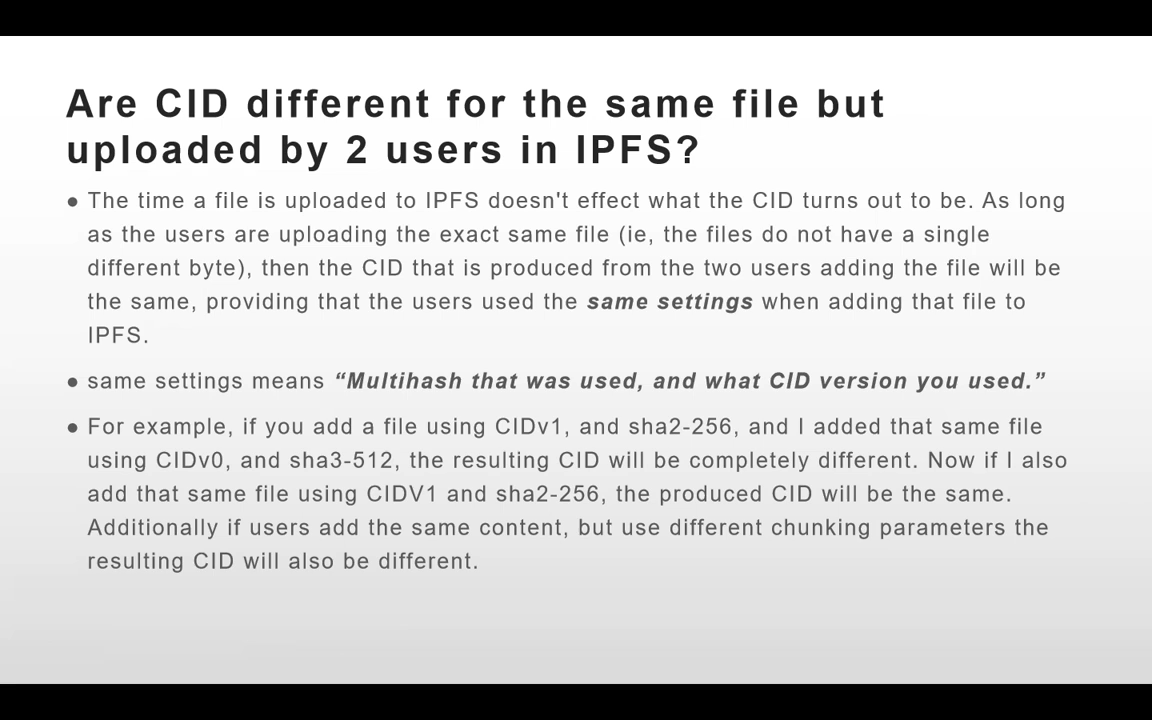 Are CID different for the same file but
uploaded by 2 users in IPFS?
● The time a file is uploaded to IPFS doesn't effect what the CID turns out to be. As long
as the users are uploading the exact same file (ie, the files do not have a single
different byte), then the CID that is produced from the two users adding the file will be
the same, providing that the users used the same settings when adding that file to
IPFS.
● same settings means “Multihash that was used, and what CID version you used.”
● For example, if you add a file using CIDv1, and sha2-256, and I added that same file
using CIDv0, and sha3-512, the resulting CID will be completely different. Now if I also
add that same file using CIDV1 and sha2-256, the produced CID will be the same.
Additionally if users add the same content, but use different chunking parameters the
resulting CID will also be different.